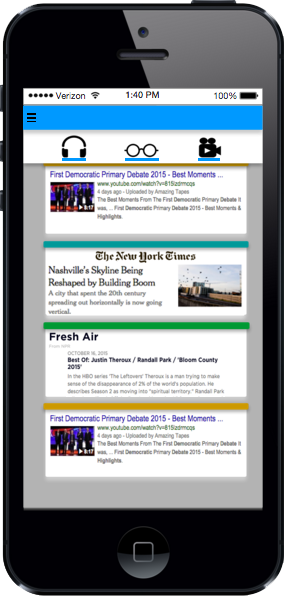 Verizon 1:40 PM 100%
First Democratic Primary Debate 2015 - Best Moments ...
www.youtube.com/watch?v=815izdrmcqs
4 days ago - Uploaded by Amazing Tapes
8:17
The Best Moments From The First Democratic Primary Debate It
was, ... First Democratic Primary Debate 2015 - Best Moments &
Highlights.
The New York Times
Nashville's Skyline Being
Reshaped by Building Boom
A city that spent the 20th century
spreading out horizontally is now going
vertical.
Fresh Air
From NPR
OCTOBER 16, 2015
Best Of: Justin Theroux / Randall Park / 'Bloom County
2015'
In the HBO series 'The Leftovers' Theroux is a man trying to make
sense of the disappearance of 2% of the world's population. He
describes Season 2 as moving into "spiritual territory." Randall Park
First Democratic Primary Debate 2015 - Best Moments ...
www.youtube.com/watch?v=815izdrmcqs
4 days ago - Uploaded by Amazing Tapes
8:17
The Best Moments From The First Democratic Primary Debate It
was, ... First Democratic Primary Debate 2015 - Best Moments &
Highlights.